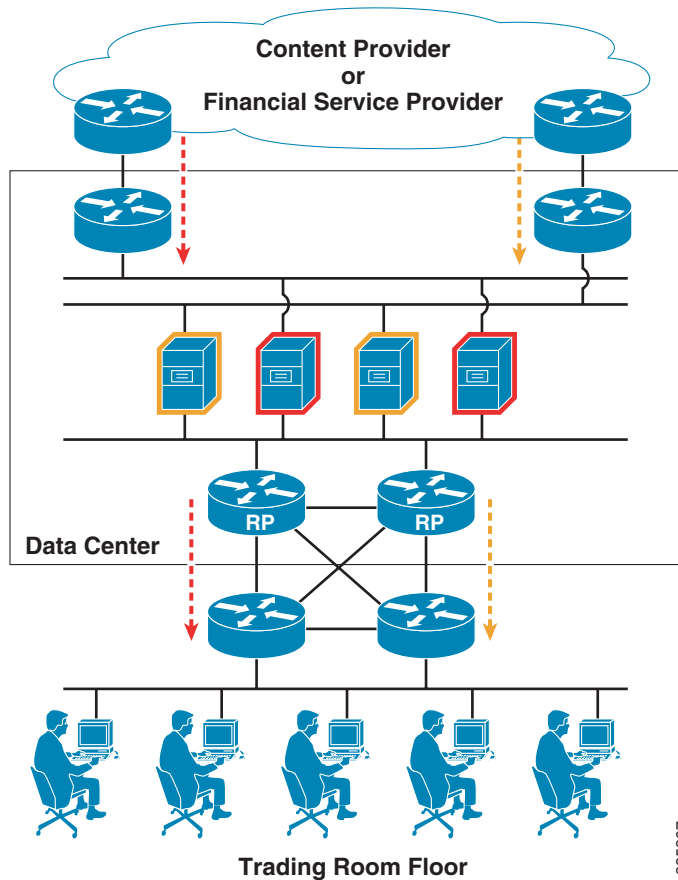 Content Provider
or
Financial Service Provider
RP
RP
Data Center
Trading Room Floor